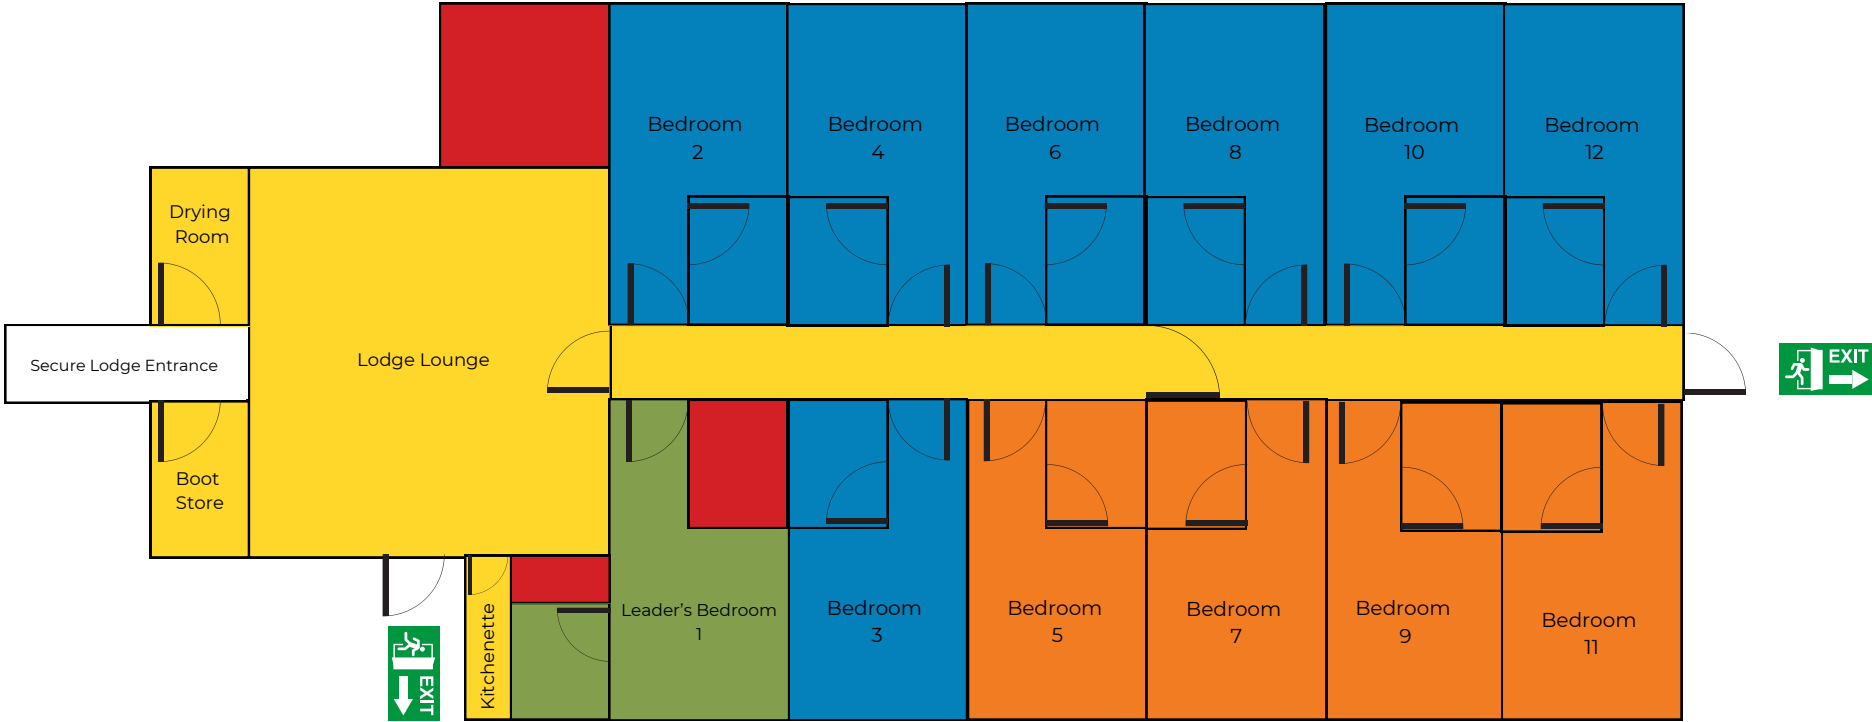 Bedroom
2
Bedroom
4
Bedroom
6
Bedroom
8
Bedroom
10
Bedroom
12
Drying
Room
Secure Lodge Entrance
Lodge Lounge
EXIT
Boot
Store
Kitchenette
Leader's Bedroom
1
Bedroom
3
Bedroom
5
Bedroom
7
Bedroom
9
Bedroom
11
EXIT